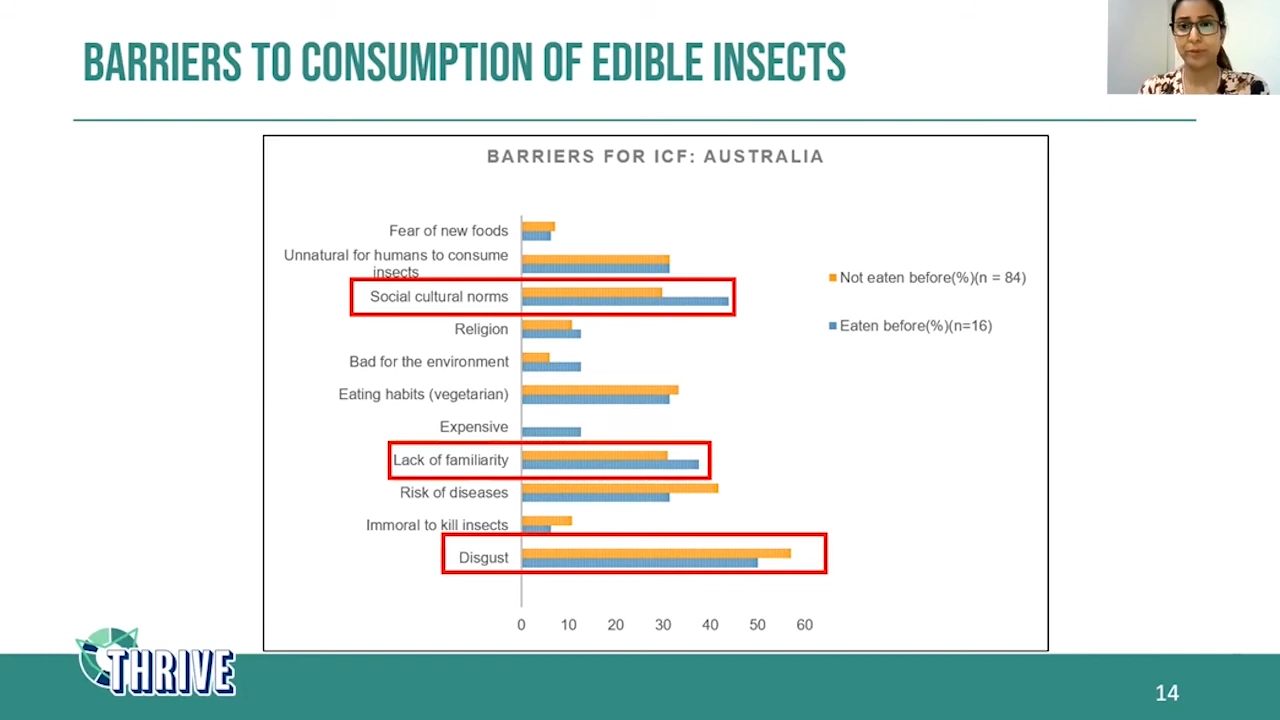 BARRIERS TO CONSUMPTION OF EDIBLE INSECTS
BARRIERS FOR ICF: AUSTRALIA
Fear of new foods
Unnatural for humans to consume
insects
Social cultural norms
Religion
Bad for the environment
Eating habits (vegetarian)
Expensive
Lack of familiarity
Risk of diseases
Immoral to kill insects
Disgust
0 10 20 30 40 50 60
Not eaten before(%)(n = 84)
Eaten before(%)(n=16)
THRIVE
14